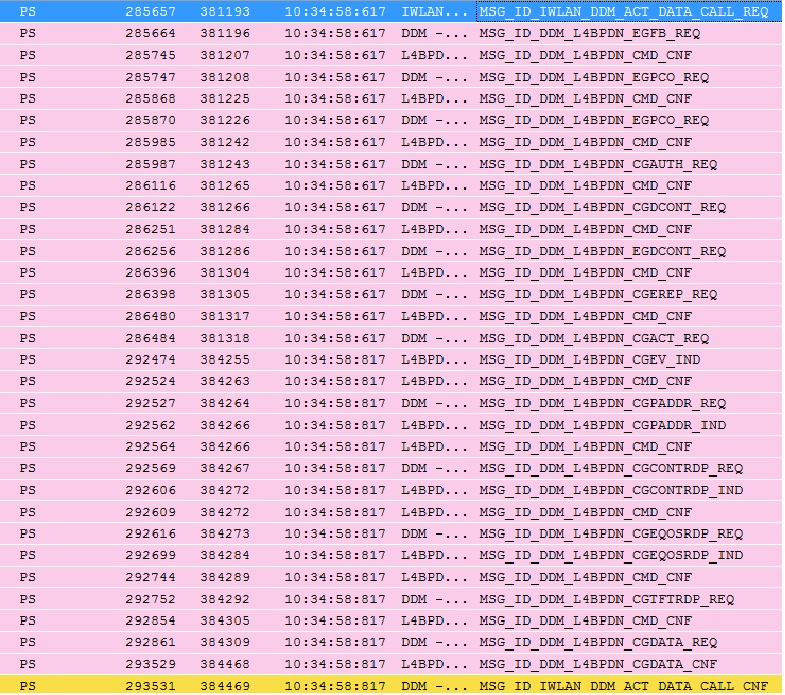 PS 285657 381193 10:34:58:617 IWLAN... MSG_ID_IWLAN_DDM_ACT_DATA_CALL_REQ
PS 285664 381196 10:34:58:617 DDM -... MSG_ID_DDM_L4BPDN_EGFB_REQ
PS 285745 381207 10:34:58:617 L4BPD... MSG_ID_DDM_L4BPDN_CMD_CNF
PS 285747 381208 10:34:58:617 DDM -... MSG_ID_DDM_L4BPDN_EGPCO_REQ
PS 285868 381225 10:34:58:617 L4BPD... MSG_ID_DDM_L4BPDN_CMD_CNF
PS 285870 381226 10:34:58:617 DDM -... MSG_ID_DDM_L4BPDN_EGPCO_REQ
PS 285985 381242 10:34:58:617 L4BPD... MSG_ID_DDM_L4BPDN_CMD_CNF
PS 285987 381243 10:34:58:617 DDM -... MSG_ID_DDM_L4BPDN_CGAUTH_REQ
PS 286116 381265 10:34:58:617 L4BPD... MSG_ID_DDM_L4BPDN_CMD_CNF
PS 286122 381266 10:34:58:617 DDM -... MSG_ID_DDM_L4BPDN_CGDCONT_REQ
PS 286251 381284 10:34:58:617 L4BPD... MSG_ID_DDM_L4BPDN_CMD_CNF
PS 286256 381286 10:34:58:617 DDM -... MSG_ID_DDM_L4BPDN_EGDCONT_REQ
PS 286396 381304 10:34:58:617 L4BPD... MSG_ID_DDM_L4BPDN_CMD_CNF
PS 286398 381305 10:34:58:617 DDM -... MSG_ID_DDM_L4BPDN_CGEREP_REQ
PS 286480 381317 10:34:58:617 L4BPD... MSG_ID_DDM_L4BPDN_CMD_CNF
PS 286484 381318 10:34:58:617 DDM -... MSG_ID_DDM_L4BPDN_CGACT_REQ
PS 292474 384255 10:34:58:817 L4BPD... MSG_ID_DDM_L4BPDN_CGEV_IND
PS 292524 384263 10:34:58:817 L4BPD... MSG_ID_DDM_L4BPDN_CMD_CNF
PS 292527 384264 10:34:58:817 DDM -... MSG_ID_DDM_L4BPDN_CGPADDR_REQ
PS 292562 384266 10:34:58:817 L4BPD... MSG_ID_DDM_L4BPDN_CGPADDR_IND
PS 292564 384266 10:34:58:817 L4BPD... MSG_ID_DDM_L4BPDN_CMD_CNF
PS 292569 384267 10:34:58:817 DDM -... MSG_ID_DDM_L4BPDN_CGCONTRDP_REQ
PS 292606 384272 10:34:58:817 L4BPD... MSG_ID_DDM_L4BPDN_CGCONTRDP_IND
PS 292609 384272 10:34:58:817 L4BPD... MSG_ID_DDM_L4BPDN_CMD_CNF
PS 292616 384273 10:34:58:817 DDM -... MSG_ID_DDM_L4BPDN_CGEQOSRDP_REQ
PS 292699 384284 10:34:58:817 L4BPD... MSG_ID_DDM_L4BPDN_CGEQOSRDP_IND
PS 292744 384289 10:34:58:817 L4BPD... MSG_ID_DDM_L4BPDN_CMD_CNF
PS 292752 384292 10:34:58:817 DDM -... MSG_ID_DDM_L4BPDN_CGTFTRDP_REQ
PS 292854 384305 10:34:58:817 L4BPD... MSG_ID_DDM_L4BPDN_CMD_CNF
PS 292861 384309 10:34:58:817 DDM -... MSG_ID_DDM_L4BPDN_CGDATA_REQ
PS 293529 384468 10:34:58:817 L4BPD... MSG_ID_DDM_L4BPDN_CGDATA_CNF
PS 293531 384469 10:34:58:817 DDM -... MSG_ID_IWLAN_DDM_ACT_DATA_CALL_CNF